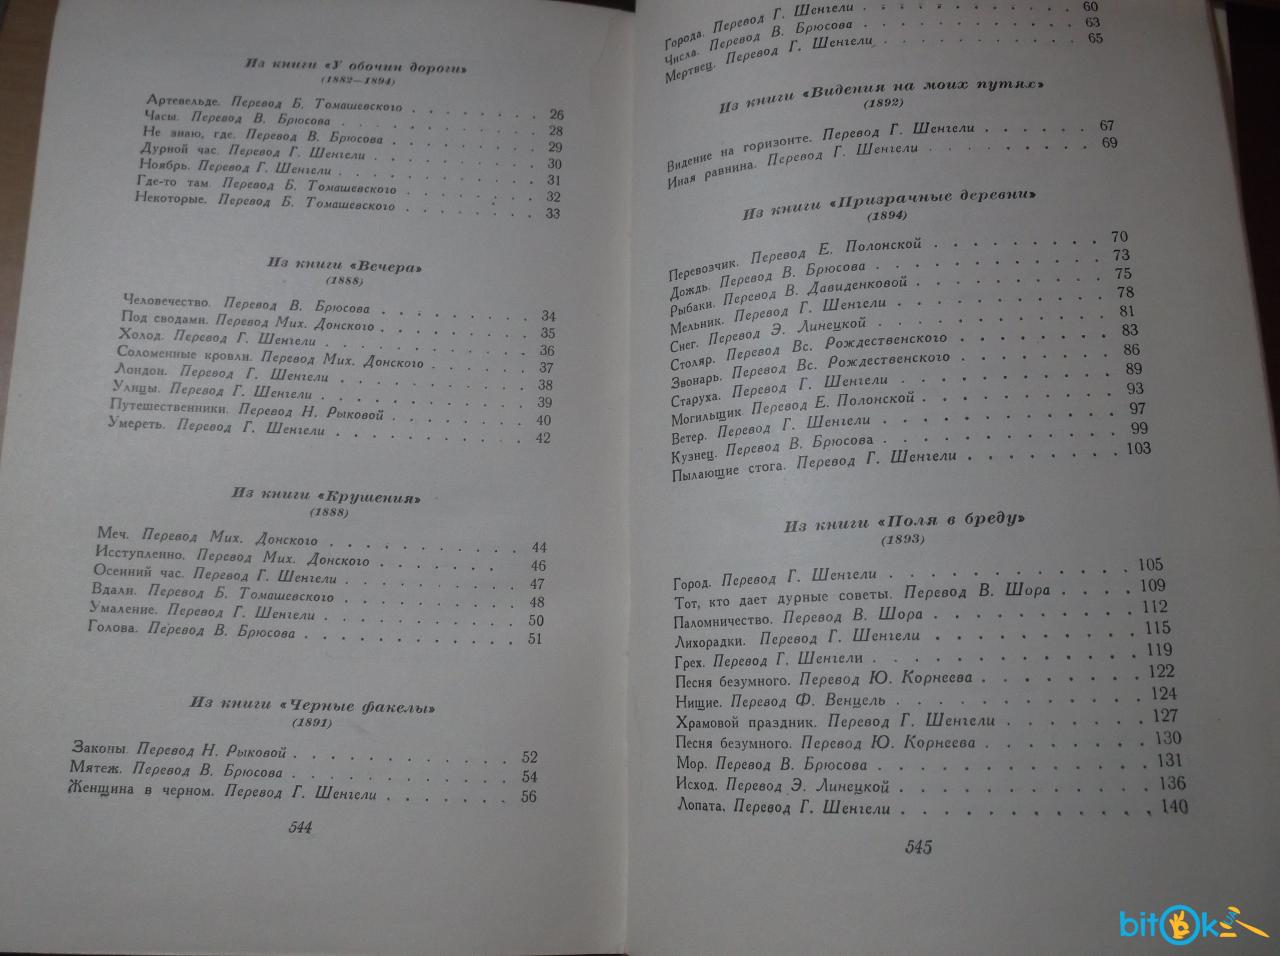 Из книги «У обочин дороги»
(1882—1894)
Артевельде. Перевод Б. Томашевского . . . . . . . . 26
Часы. Перевод В. Брюсова . . . . . . . . . . . . 28
Не знаю, где. Перевод В. Брюсова . . . . . . . . . 29
Дурной час. Перевод Г. Шенгели . . . . . . . . . . 30
Ноябрь. Перевод Г. Шенгели . . . . . . . . . . . 31
Где-то там. Перевод Б. Томашевского . . . . . . . . 32
Некоторые. Перевод Б. Томашевского . . . . . . . . 33
Из книги «Вечера»
(1888)
Человечество. Перевод В. Брюсова . . . . . . . . . 34
Под сводами. Перевод Мих. Донского . . . . . . . . 35
Холод. Перевод Г. Шенгели . . . . . . . . . . . . 36
Соломенные кровли. Перевод Мих. Донского . . . . . . 37
Лондон. Перевод Г. Шенгели . . . . . . . . . . . 38
Улицы. Перевод Г. Шенгели . . . . . . . . . . . . 39
Путешественники. Перевод Н. Рыковой . . . . . . . . 40
Умереть. Перевод Г. Шенгели . . . . . . . . . . . 42
Из книги «Крушения»
(1888)
Меч. Перевод Мих. Донского . . . . . . . . . . . 44
Исступленно. Перевод Мих. Донского . . . . . . . . 46
Осенний час. Перевод Г. Шенгели . . . . . . . . . 47
Вдали. Перевод Б. Томашевского . . . . . . . . . . 48
Умаление. Перевод Г. Шенгели . . . . . . . . . . . 50
Голова. Перевод В. Брюсова . . . . . . . . . . . . 51
Из книги «Черные факелы»
(1891)
Законы. Перевод Н. Рыковой . . . . . . . . . . . . 52
Мятеж. Перевод В. Брюсова . . . . . . . . . . . . 54
Женщина в черном. Перевод Г. Шенгели . . . . . . . 56
544
Города. Перевод Г. Шенгели . . . . . . . . . . . 60
Числа. Перевод В. Брюсова . . . . . . . . . . . . 63
Мертвец. Перевод Г. Шенгели . . . . . . . . . . . 65
Из книги «Видения на моих путях»
(1892)
Видение на горизонте. Перевод Г. Шенгели . . . . . . 67
Иная равнина. Перевод Г. Шенгели . . . . . . . . . 69
Из книги «Призрачные деревни»
(1894)
Перевозчик. Перевод Е. Полонской . . . . . . . . . 70
Дождь. Перевод В. Брюсова . . . . . . . . . . . . 73
Рыбаки. Перевод В. Давиденковой . . . . . . . . . . 75
Мельник. Перевод Г. Шенгели . . . . . . . . . . . 78
Снег. Перевод Э. Линецкой . . . . . . . . . . . . 81
Столяр. Перевод Вс. Рождественского . . . . . . . . 83
Звонарь. Перевод Вс. Рождественского . . . . . . . . 86
Старуха. Перевод Г. Шенгели . . . . . . . . . . . 89
Могильщик. Перевод Е. Полонской . . . . . . . . . . 93
Ветер. Перевод Г. Шенгели . . . . . . . . . . . . 97
Кузнец. Перевод В. Брюсова . . . . . . . . . . . . 99
Пылающие стога. Перевод Г. Шенгели . . . . . . . . 103
Из книги «Поля в бреду»
(1893)
Город. Перевод Г. Шенгели . . . . . . . . . . . . 105
Тот, кто дает дурные советы. Перевод В. Шора . . . . 109
Паломничество. Перевод В. Шора . . . . . . . . . . 112
Лихорадки. Перевод Г. Шенгели . . . . . . . . . . 115
Грех. Перевод Г. Шенгели . . . . . . . . . . . . 119
Песня безумного. Перевод Ю. Корнеева . . . . . . . 122
Нищие. Перевод Ф. Венцель . . . . . . . . . . . . 124
Храмовой праздник. Перевод Г. Шенгели . . . . . . . 127
Песня безумного. Перевод Ю. Корнеева . . . . . . . 130
Мор. Перевод В. Брюсова . . . . . . . . . . . . . 131
Исход. Перевод Э. Линецкой . . . . . . . . . . . 136
Лопата. Перевод Г. Шенгели . . . . . . . . . . . 140
545
bitOk.UA